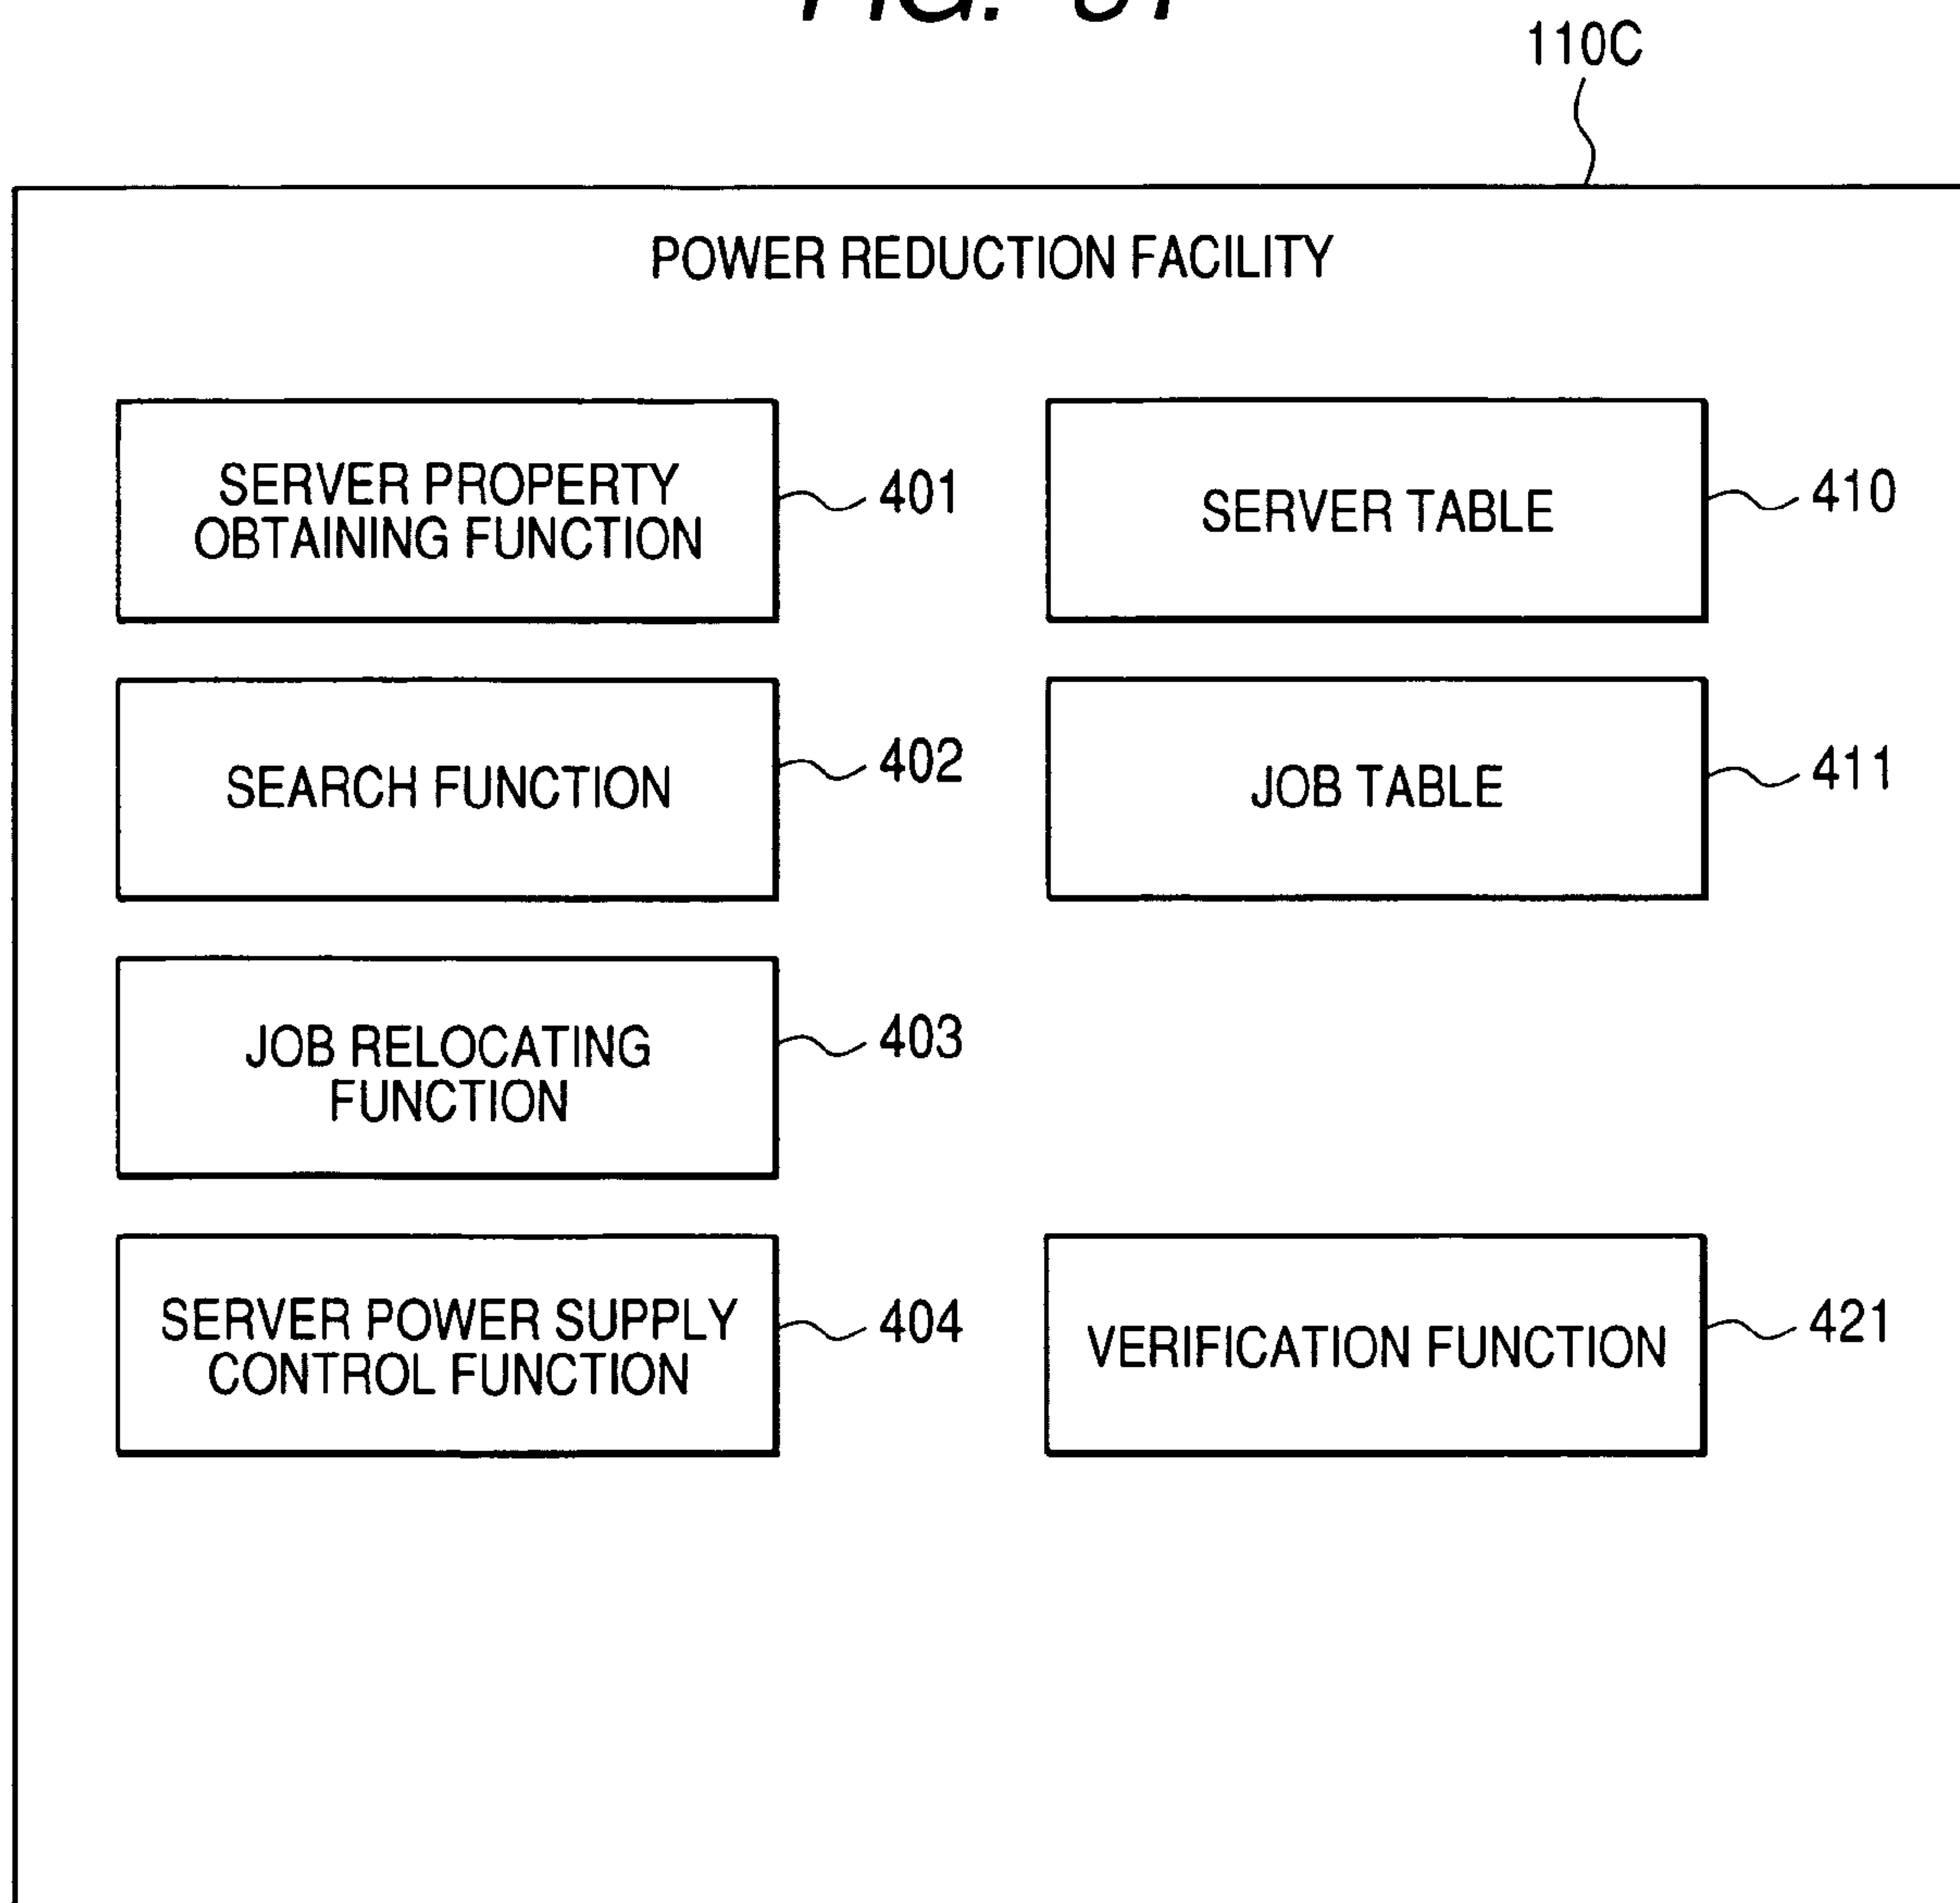 110C
POWER REDUCTION FACILITY
SERVER PROPERTY
OBTAINING FUNCTION
401
SERVER TABLE
410
SEARCH FUNCTION
402
JOB TABLE
411
JOB RELOCATING
FUNCTION
403
SERVER POWER SUPPLY
CONTROL FUNCTION
404
VERIFICATION FUNCTION
421